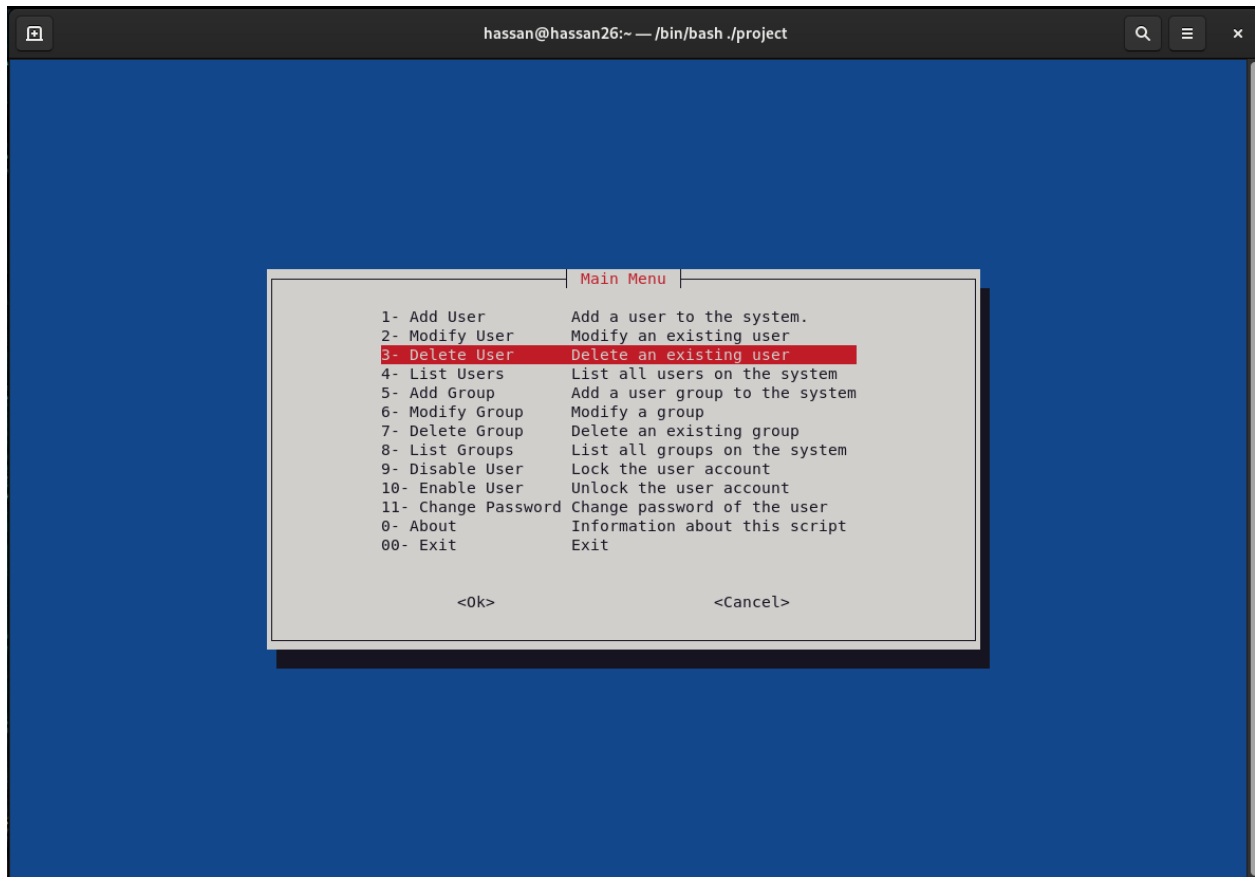 hassan@hassan26:~ — /bin/bash ./project
Main Menu
1- Add User Add a user to the system.
2- Modify User Modify an existing user
3- Delete User Delete an existing user
4- List Users List all users on the system
5- Add Group Add a user group to the system
6- Modify Group Modify a group
7- Delete Group Delete an existing group
8- List Groups List all groups on the system
9- Disable User Lock the user account
10- Enable User Unlock the user account
11- Change Password Change password of the user
0- About Information about this script
00- Exit Exit
<Ok> <Cancel>